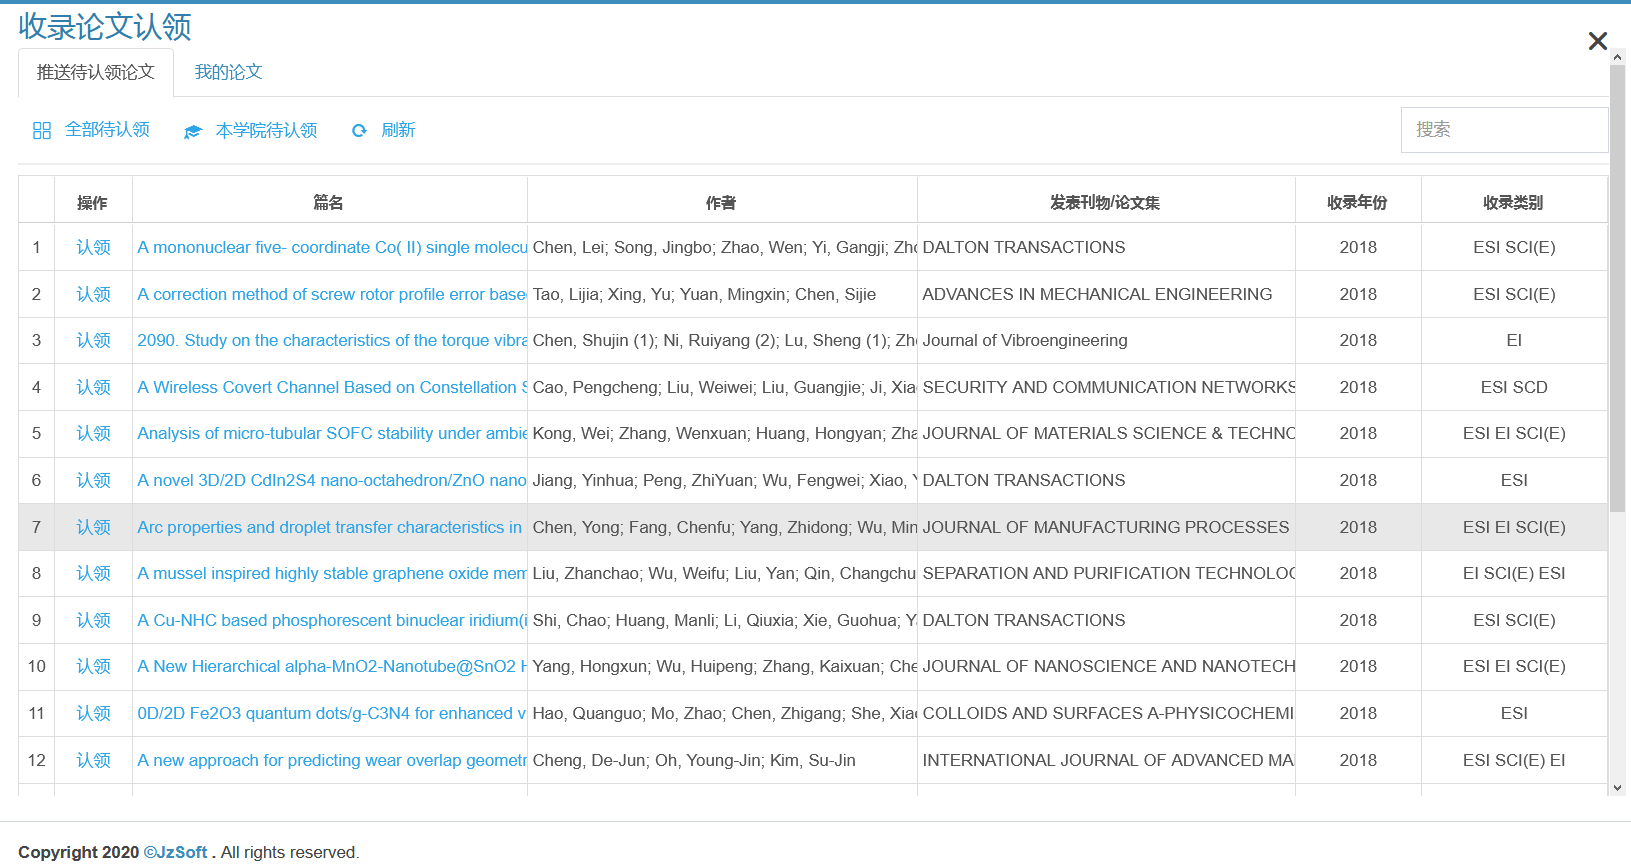 收录论文认领
推送待认领论文 我的论文
全部待认领 本学院待认领 刷新 搜索
操作 篇名 作者 发表刊物/论文集 收录年份 收录类别
1 认领 A mononuclear five- coordinate Co( II) single molecu Chen, Lei; Song, Jingbo; Zhao, Wen; Yi, Gangji; Zho DALTON TRANSACTIONS 2018 ESI SCI(E)
2 认领 A correction method of screw rotor profile error base Tao, Lijia; Xing, Yu; Yuan, Mingxin; Chen, Sijie ADVANCES IN MECHANICAL ENGINEERING 2018 ESI SCI(E)
3 认领 2090. Study on the characteristics of the torque vibra Chen, Shujin (1); Ni, Ruiyang (2); Lu, Sheng (1); Zh Journal of Vibroengineering 2018 EI
4 认领 A Wireless Covert Channel Based on Constellation S Cao, Pengcheng; Liu, Weiwei; Liu, Guangjie; Ji, Xia SECURITY AND COMMUNICATION NETWORKS 2018 ESI SCD
5 认领 Analysis of micro-tubular SOFC stability under ambie Kong, Wei; Zhang, Wenxuan; Huang, Hongyan; Zha JOURNAL OF MATERIALS SCIENCE & TECHNO 2018 ESI EI SCI(E)
6 认领 A novel 3D/2D CdIn2S4 nano-octahedron/ZnO nano Jiang, Yinhua; Peng, ZhiYuan; Wu, Fengwei; Xiao, Y DALTON TRANSACTIONS 2018 ESI
7 认领 Arc properties and droplet transfer characteristics in Chen, Yong; Fang, Chenfu; Yang, Zhidong; Wu, Min JOURNAL OF MANUFACTURING PROCESSES 2018 ESI EI SCI(E)
8 认领 A mussel inspired highly stable graphene oxide mem Liu, Zhanchao; Wu, Weifu; Liu, Yan; Qin, Changchu SEPARATION AND PURIFICATION TECHNOLOG 2018 EI SCI(E) ESI
9 认领 A Cu-NHC based phosphorescent binuclear iridium(i Shi, Chao; Huang, Manli; Li, Qiuxia; Xie, Guohua; Y DALTON TRANSACTIONS 2018 ESI SCI(E)
10 认领 A New Hierarchical alpha-MnO2-Nanotube@SnO2 H Yang, Hongxun; Wu, Huipeng; Zhang, Kaixuan; Che JOURNAL OF NANOSCIENCE AND NANOTECH 2018 ESI EI SCI(E)
11 认领 0D/2D Fe2O3 quantum dots/g-C3N4 for enhanced v Hao, Quanguo; Mo, Zhao; Chen, Zhigang; She, Xiao COLLOIDS AND SURFACES A-PHYSICOCHEMI 2018 ESI
12 认领 A new approach for predicting wear overlap geometr Cheng, De-Jun; Oh, Young-Jin; Kim, Su-Jin INTERNATIONAL JOURNAL OF ADVANCED MA 2018 ESI SCI(E) EI
Copyright 2020 ©JzSoft . All rights reserved.